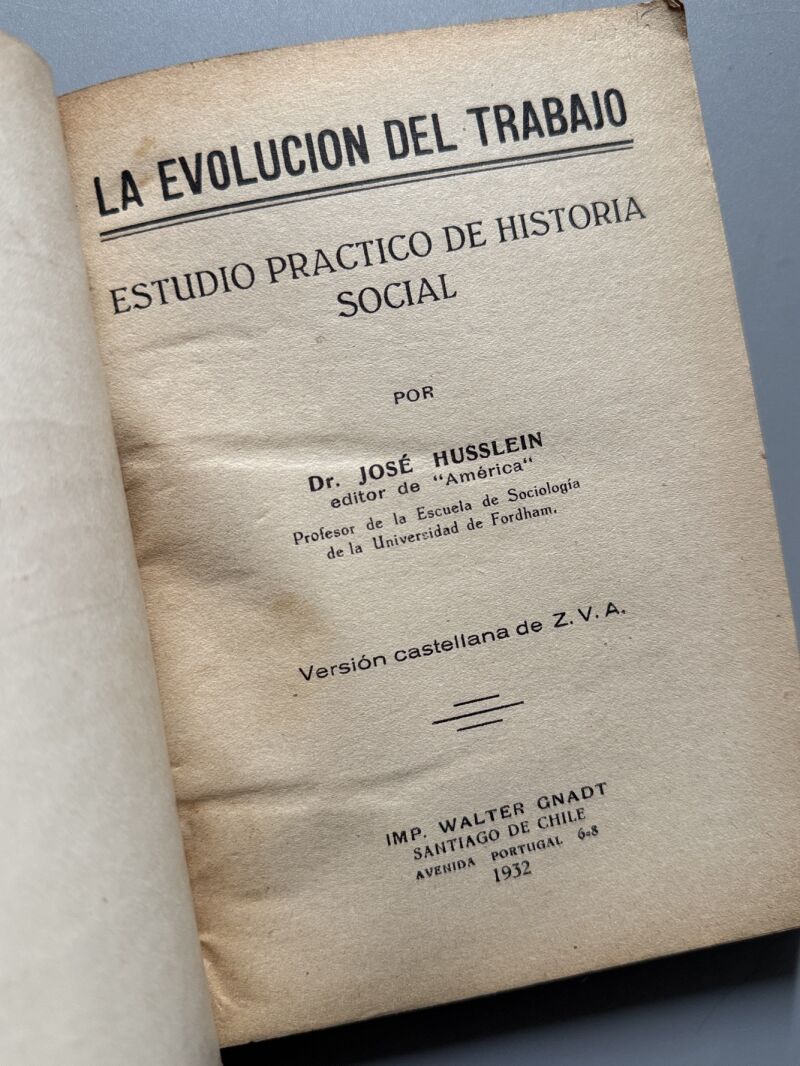 LA EVOLUCION DEL TRABAJO
ESTUDIO PRACTICO DE HISTORIA
SOCIAL
POR
Dr. JOSÉ HUSSLEIN
editor de "América"
Profesor de la Escuela de Sociología
de la Universidad de Fordham.
Versión castellana de Z. V. A.
IMP. WALTER GNADT
SANTIAGO DE CHILE
AVENIDA PORTUGAL
1932